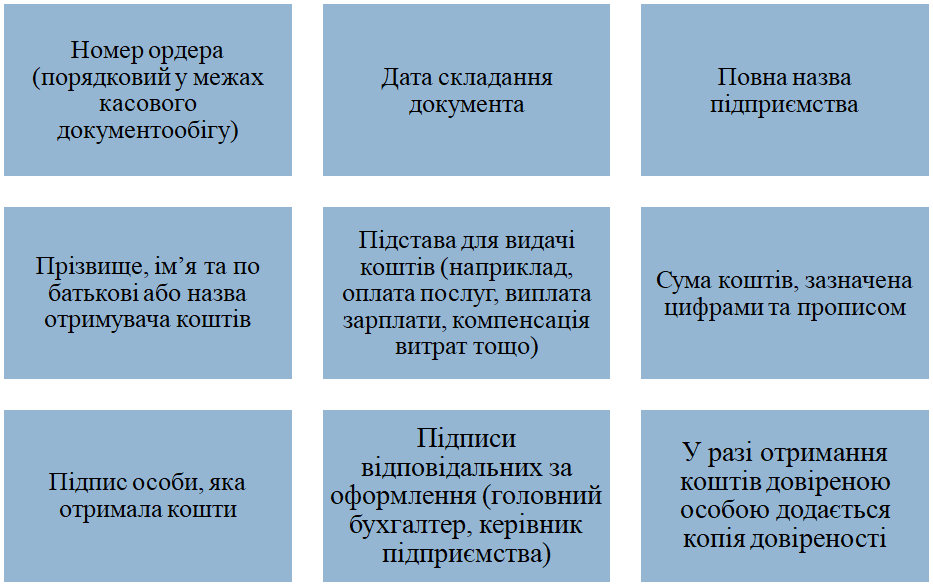 Номер ордера
(порядковий у межах
касового
документообігу)
Дата складання
документа
Повна назва
підприємства
Прізвище, ім’я та по
батькові або назва
отримувача коштів
Підстава для видачі
коштів (наприклад,
оплата послуг, виплата
зарплати, компенсація
витрат тощо)
Сума коштів, зазначена
цифрами та прописом
Підпис особи, яка
отримала кошти
Підписи
відповідальних за
оформлення (головний
бухгалтер, керівник
підприємства)
У разі отримання
коштів довіреною
особою додається
копія довіреності